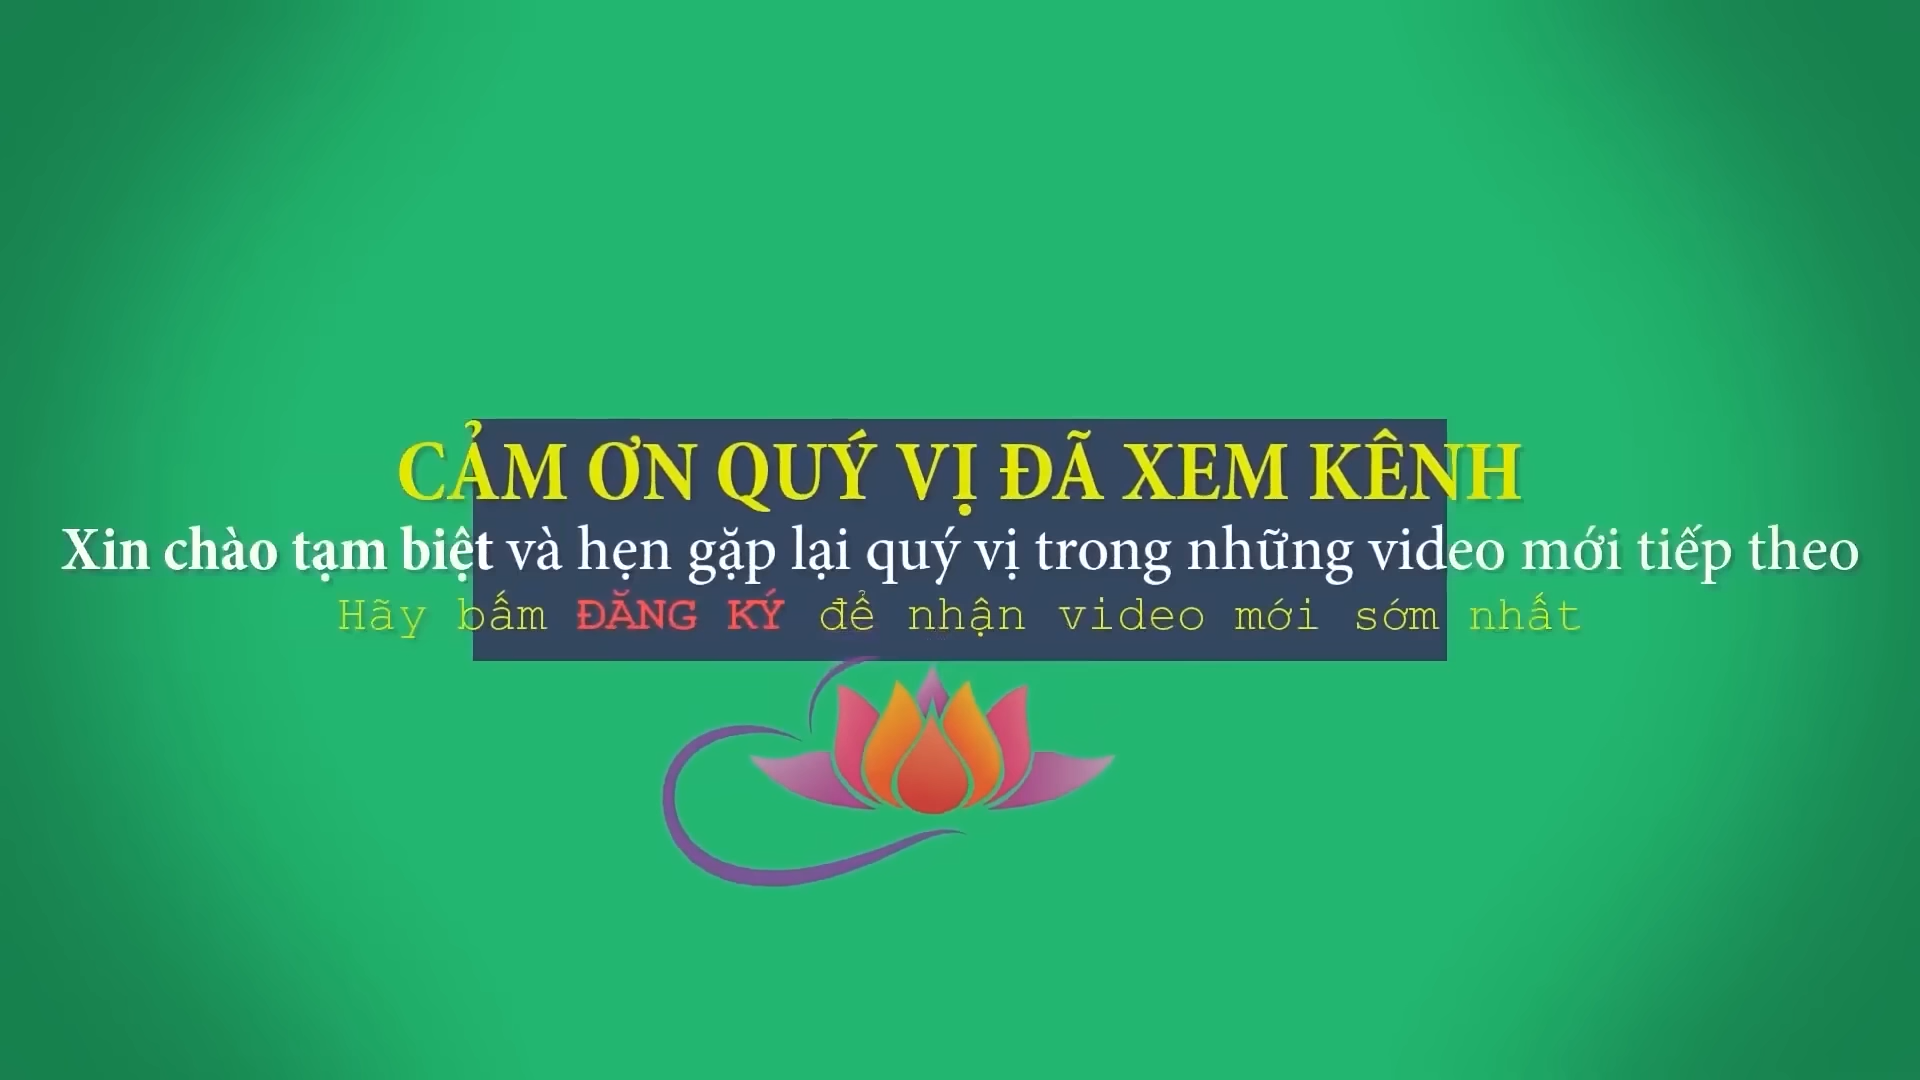 CẢM ƠN QUÝ VỊ ĐÃ XEM KÊNH
Xin chào tạm biệt và hẹn gặp lại quý vị trong những video mới tiếp theo
Hãy bấm ĐĂNG KÝ để nhận video mới sớm nhất